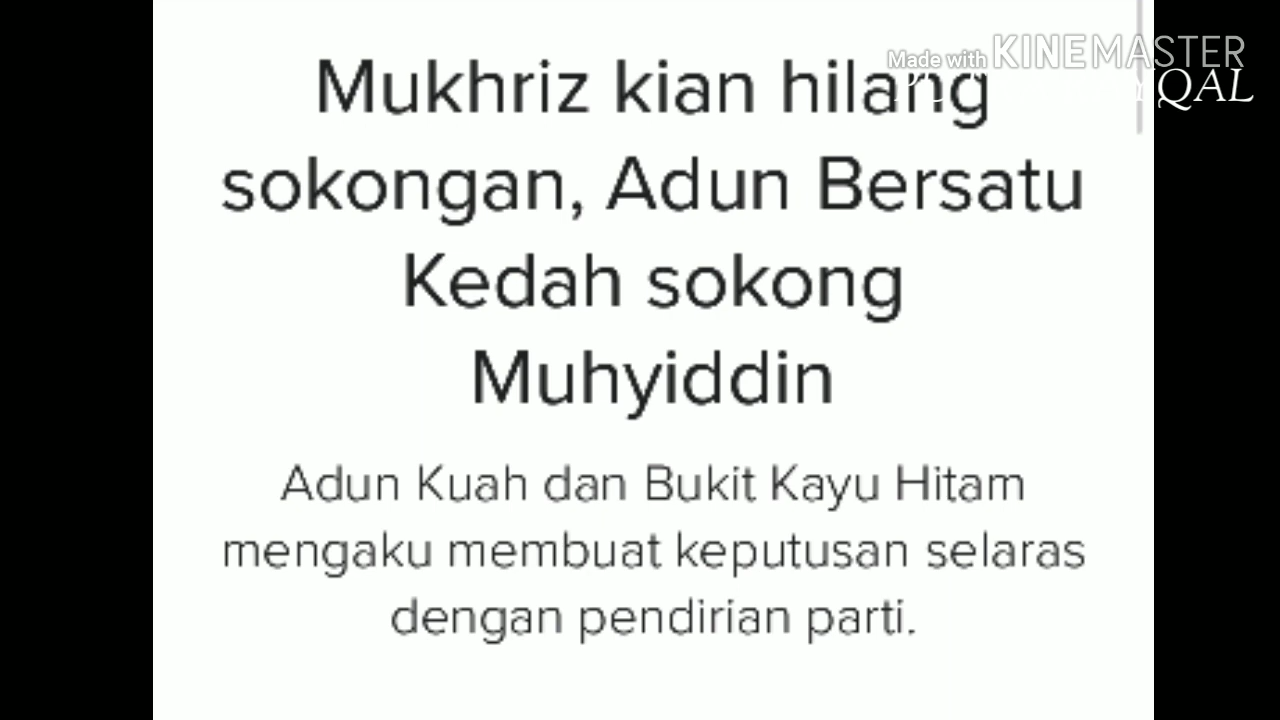 Made with KINEMASTER
QAL
Mukhriz kian hilang
sokongan, Adun Bersatu
Kedah sokong
Muhyiddin
Adun Kuah dan Bukit Kayu Hitam
mengaku membuat keputusan selaras
dengan pendirian parti.